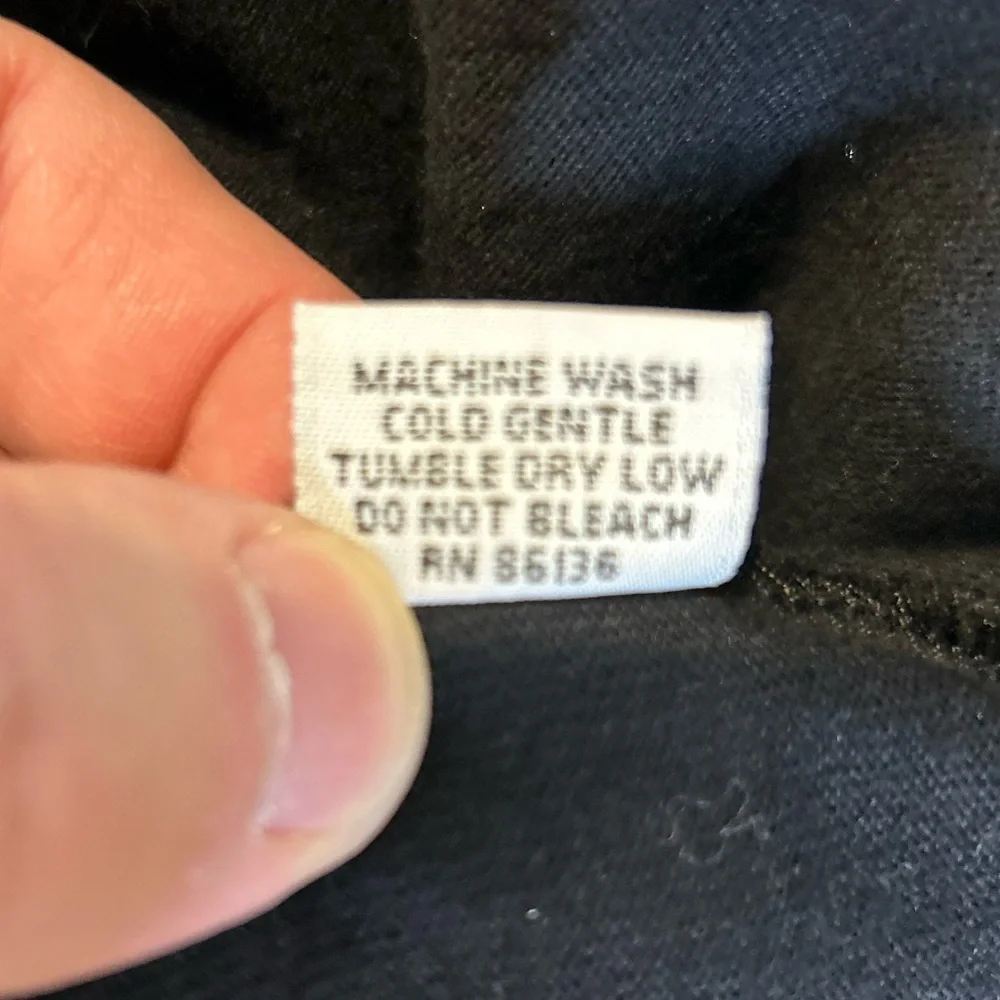 MACHINE WASH
COLD GENTLE
TUMBLE DRY LOW
DO NOT BLEACH
RN 86136